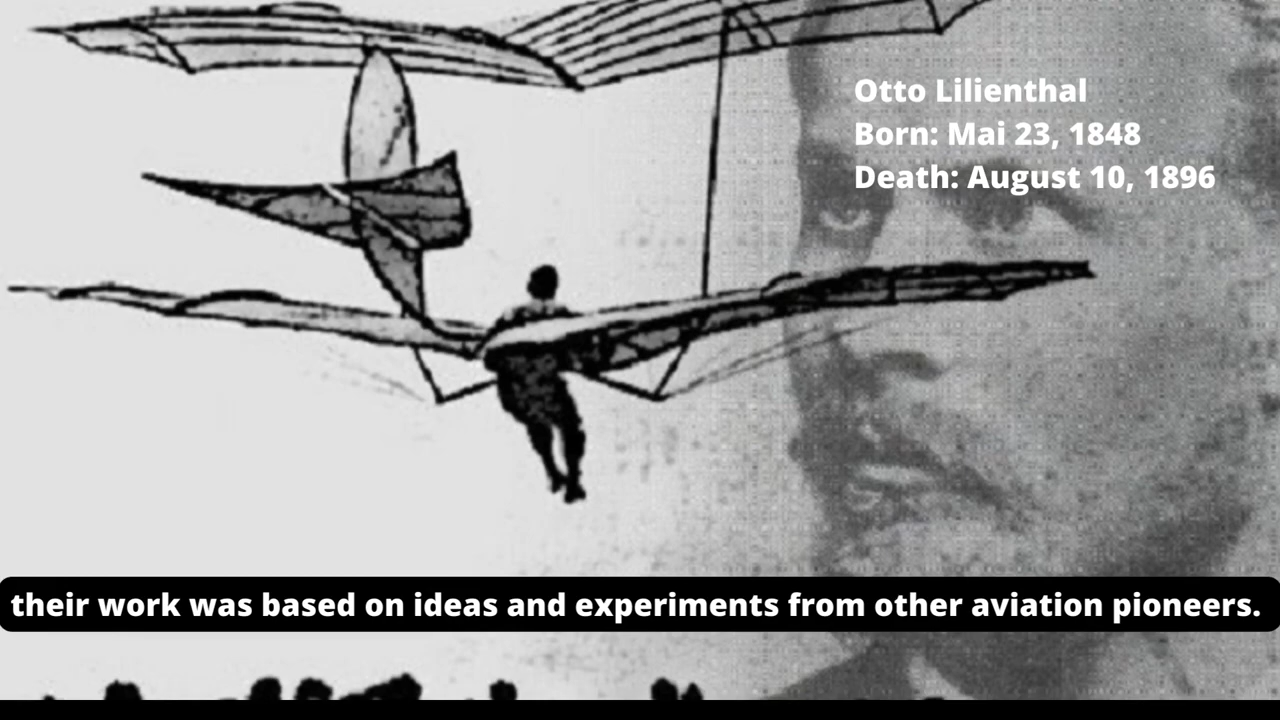 Otto Lilienthal
Born: Mai 23, 1848
Death: August 10, 1896
their work was based on ideas and experiments from other aviation pioneers.